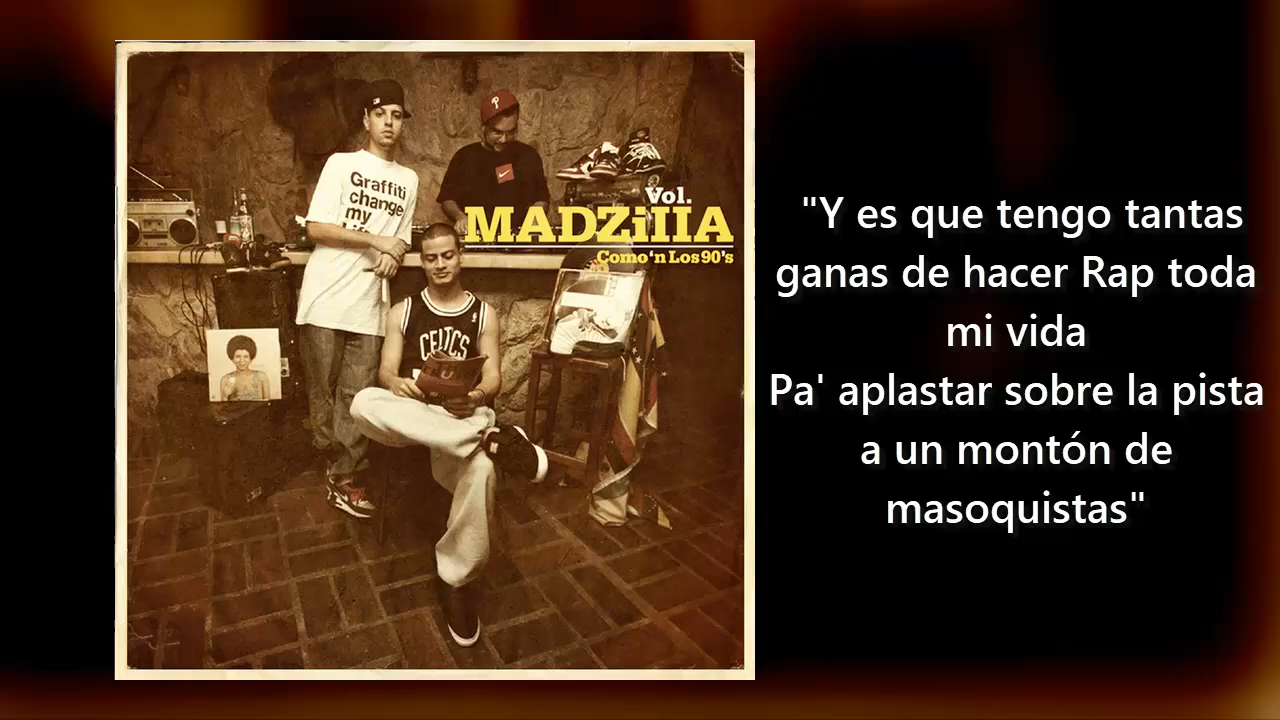 Graffiti
change
my
Vol.
MADZiIIA
Como'n Los 90's
CELTCS
"Y es que tengo tantas
ganas de hacer Rap toda
mi vida
Pa' aplastar sobre la pista
a un montón de
masoquistas"